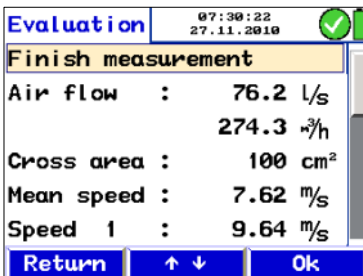 Evaluation 07:30:22
27.11.2010
Finish measurement
Air flow : 76.2 l/s
274.3 m³/h
Cross area : 100 cm²
Mean speed : 7.62 m/s
Speed 1 : 9.64 m/s
Return ↑ ↓ Ok